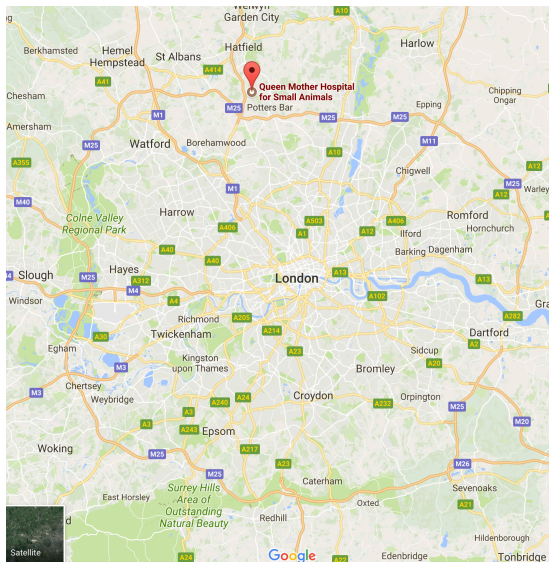 Welwyn
Garden City
A10
Berkhamsted
Hemel
Hempstead
St Albans
Hatfield
Harlow
A414
A41
Queen Mother Hospital
for Small Animals
Chesham
M25
Potters Bar
Epping
Chipping
Ongar
M1
M25
M25
Amersham
M25
Watford
Borehamwood
M11
A355
A10
Chigwell
A12
M25
Warley
A12
M1
M40
Harrow
Colne Valley
Regional Park
A406
A503
A1
A406
A12
Romford
Ilford
Hornchurch
A40
A40
Barking
Dagenham
Slough
M25
Hayes
A312
London
A13
A13
M4
A4
A102
Windsor
Richmond
A205
A282
Gra
A30
Twickenham
A214
Dartford
A2
Egham
A23
Sidcup
M3
Kingston
upon Thames
Bromley
A20
Chertsey
M3
Weybridge
A240
A24
Croydon
A232
Orpington
M25
A3
A3
A243
Epsom
M20
Woking
M25
A217
A23
M26
M25
Caterham
Sevenoaks
East Horsley
Surrey Hills
Area of
Outstanding
Natural Beauty
Oxted
A21
d
Redhill
Satellite
Hildenborough
A24
Google
A22
Edenbridge
Tonbridge